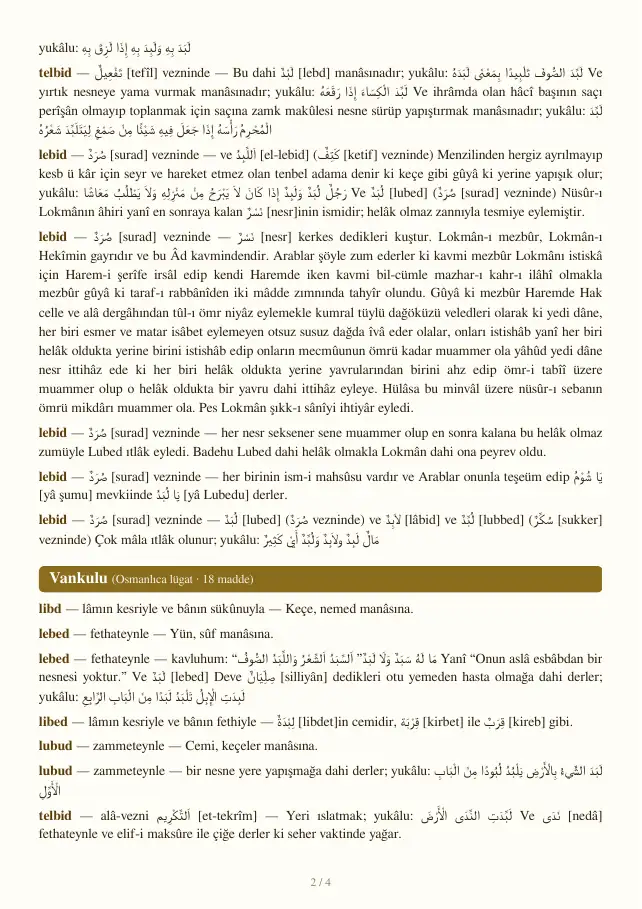 yukâlu: لَبَدَ بِهِ وَلَبِدَ بِهِ إِذَا لَزِقَ بِهِ
telbid — تَفْعِيلٌ [tefîl] vezninde — Bu dahi لَبْدٌ [lebd] manâsınadır; yukâlu: لَبَّدَ الصُّوفَ تَلْبِيدًا بِمَعْنَى لَبَدَهُ Ve
yırtık nesneye yama vurmak manâsınadır; yukâlu: لَبَّدَ الْكِسَاءَ إِذَا رَقَعَهُ Ve ihrâmda olan hâcî başının saçı
perîşân olmayıp toplanmak için saçına zamk makûlesi nesne sürüp yapıştırmak manâsınadır; yukâlu: لَبَّدَ
الْمُحْرِمُ رَأْسَهُ إِذَا جَعَلَ فِيهِ شَيْئًا مِنْ صَمْغٍ لِيَتَلَبَّدَ شَعْرُهُ
lebid — صُرَدٌ [surad] vezninde — ve اَللَّبِدُ [el-lebid] (كَتِفٌ [ketif] vezninde) Menzilinden hergiz ayrılmayıp
kesb ü kâr için seyr ve hareket etmez olan tenbel adama denir ki keçe gibi gûyâ ki yerine yapışık olur;
yukâlu: رَجُلٌ لُبَدٌ وَلَبِدٌ إِذَا كَانَ لاَ يَبْرَحُ مِنْ مَنْزِلِهِ وَلاَ يَطْلُبُ مَعَاشًا Ve لُبَدٌ [lubed] (صُرَدٌ [surad] vezninde) Nüsûr-ı
Lokmânın âhiri yanî en sonraya kalan نَسْرٌ [nesr]inin ismidir; helâk olmaz zannıyla tesmiye eylemiştir.
lebid — صُرَدٌ [surad] vezninde — نَسْرٌ [nesr] kerkes dedikleri kuştur. Lokmân-ı mezbûr, Lokmân-ı
Hekîmin gayrıdır ve bu Âd kavmindendir. Arablar şöyle zum ederler ki kavmi mezbûr Lokmânı istiskâ
için Harem-i şerîfe irsâl edip kendi Haremde iken kavmi bil-cümle mazhar-ı kahr-ı ilâhî olmakla
mezbûr gûyâ ki taraf-ı rabbânîden iki mâdde zımnında tahyîr olundu. Gûyâ ki mezbûr Haremde Hak
celle ve alâ dergâhından tûl-ı ömr niyâz eylemekle kumral tüylü dağöküzü veledleri olarak ki yedi dâne,
her biri esmer ve matar isâbet eylemeyen otsuz susuz dağda îvâ eder olalar, onları istishâb yanî her biri
helâk oldukta yerine birini istishâb edip onların mecmûunun ömrü kadar muammer ola yâhûd yedi dâne
nesr ittihâz ede ki her biri helâk oldukta yerine yavrularından birini ahz edip ömr-i tabîî üzere
muammer olup o helâk oldukta bir yavru dahi ittihâz eyleye. Hülâsa bu minvâl üzere nüsûr-ı sebanın
ömrü mikdârı muammer ola. Pes Lokmân şıkk-ı sânîyi ihtiyâr eyledi.
lebid — صُرَدٌ [surad] vezninde — her nesr seksener sene muammer olup en sonra kalana bu helâk olmaz
zumüyle Lubed ıtlâk eyledi. Badehu Lubed dahi helâk olmakla Lokmân dahi ona peyrev oldu.
lebid — صُرَدٌ [surad] vezninde — her birinin ism-i mahsûsu vardır ve Arablar onunla teşeüm edip يَا شُوْمُ
[yâ şumu] mevkiinde يَا لُبَدُ [yâ Lubedu] derler.
lebid — صُرَدٌ [surad] vezninde — لُبَدٌ [lubed] (صُرَدٌ vezninde) ve لاَبِدٌ [lâbid] ve لُبَّدٌ [lubbed] (سُكَّرٌ [sukker]
vezninde) Çok mâla ıtlâk olunur; yukâlu: مَالٌ لُبَدٌ وَلاَبِدٌ وَلُبَّدٌ أَيْ كَثِيرٌ
Vankulu (Osmanlıca lügat · 18 madde)
libd — lâmın kesriyle ve bânın sükûnuyla — Keçe, nemed manâsına.
lebed — fethateynle — Yün, sûf manâsına.
lebed — fethateynle — kavluhum: “مَا لَهُ سَبَدٌ وَلَا لَبَدٌ” اَلسَّبَدُ اَلشَّعْرُ وَاللَّبَدُ الصُّوفُ Yanî “Onun aslâ esbâbdan bir
nesnesi yoktur.” Ve لَبَدٌ [lebed] Deve صِلِّيَانٌ [silliyân] dedikleri otu yemeden hasta olmağa dahi derler;
yukâlu: لَبِدَتِ الْإِبِلُ تَلْبَدُ لَبَدًا مِنَ الْبَابِ الرَّابِعِ
libed — lâmın kesriyle ve bânın fethiyle — لِبْدَةٌ [libdet]in cemidir, قِرْبَة [kirbet] ile قِرَبٌ [kireb] gibi.
lubud — zammeteynle — Cemi, keçeler manâsına.
lubud — zammeteynle — bir nesne yere yapışmağa dahi derler; yukâlu: لَبَدَ الشَّيْءُ بِالْأَرْضِ يَلْبُدُ لُبُودًا مِنَ الْبَابِ
الْأَوَّلِ
telbid — alâ-vezni اَلتَّكْرِيم [et-tekrîm] — Yeri ıslatmak; yukâlu: لَبَّدَتِ النَّدَى الْأَرْضَ Ve نَدَى [nedâ]
fethateynle ve elif-i maksûre ile çiğe derler ki seher vaktinde yağar.
2 / 4